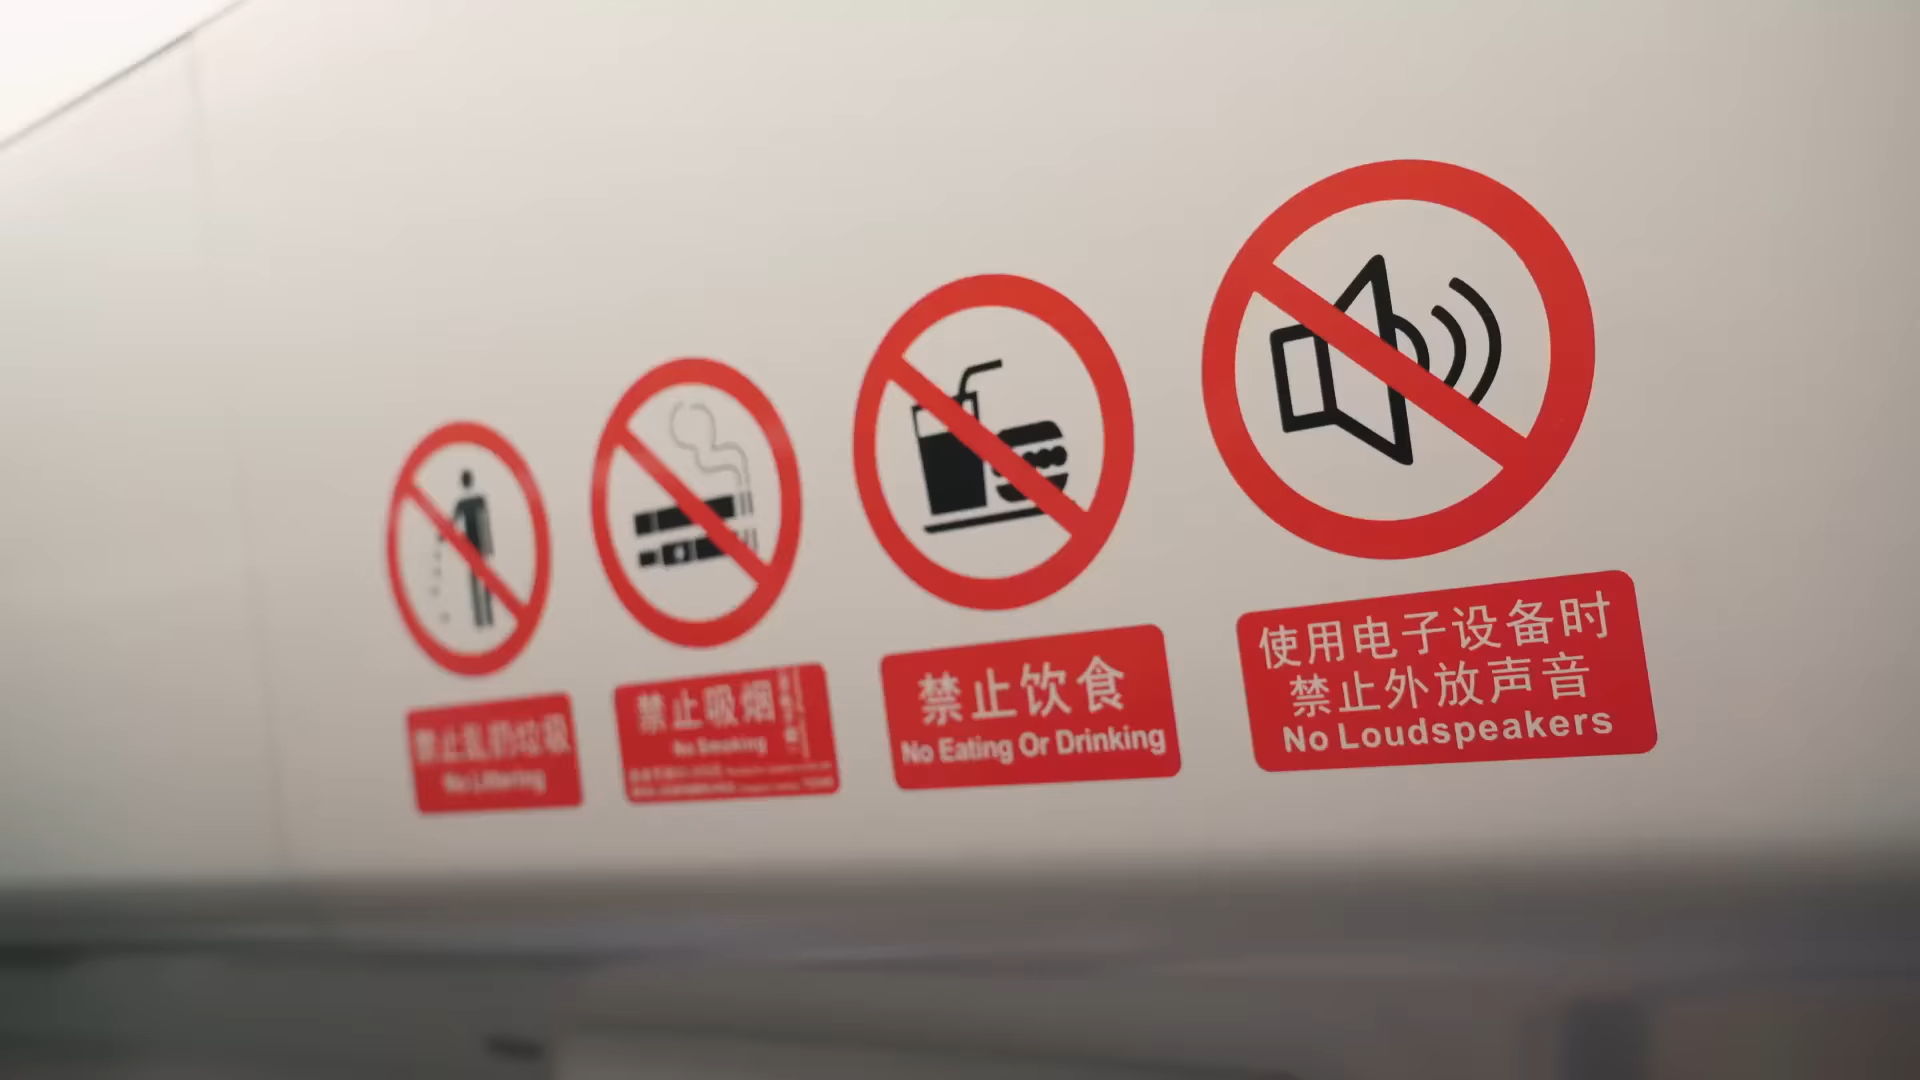 禁止乱扔垃圾
No Littering
禁止吸烟
No Smoking
禁止饮食
No Eating Or Drinking
使用电子设备时
禁止外放声音
No Loudspeakers